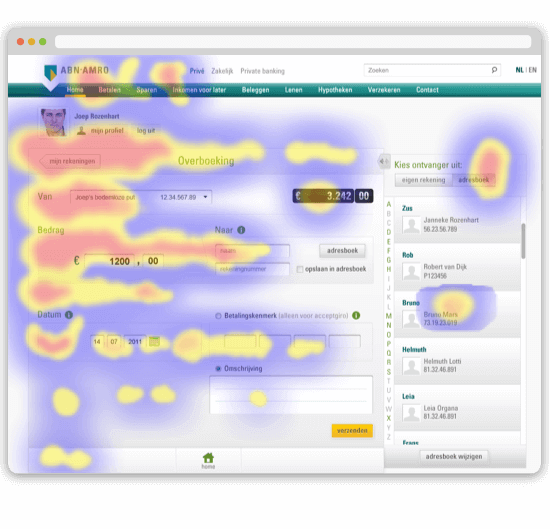 ABN·AMRO
Privé Zakelijk Private banking
Zoeken
NL | EN
Home Betalen Sparen Inkomen voor later Beleggen Lenen Hypotheken Verzekeren Contact
Joep Rozenhart
mijn profiel log uit
mijn rekeningen
Overboeking
Kies ontvanger uit:
eigen rekening adresboek
Van Joep's bodemloze put 12.34.567.89 € 3.242 00
Bedrag
€ 1200 , 00
Naar
naam
adresboek
rekeningnummer
opslaan in adresboek
Datum
14 07 2011
Betalingskenmerk (alleen voor acceptgiro)
Omschrijving
verzenden
home
A
B
C
D
E
F
G
H
I
J
K
L
M
N
O
P
Q
R
S
T
U
V
W
X
Y
Z
Zus
Janneke Rozenhart
56.23.56.789
Rob
Robert van Dijk
P123456
Bruno
Bruno Mars
73.19.23.019
Helmuth
Helmuth Lotti
81.32.46.891
Leia
Leia Organa
81.32.46.891
Frans
adresboek wijzigen